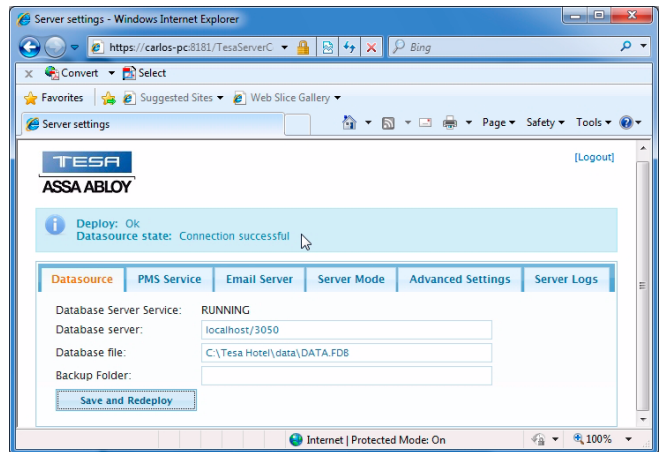 Server settings - Windows Internet Explorer
https://carlos-pc:8181/TesaServerC
Bing
x Convert Select
Favorites Suggested Sites Web Slice Gallery
Server settings Page Safety Tools
TESA
ASSA ABLOY
[Logout]
Deploy: Ok
Datasource state: Connection successful
Datasource PMS Service Email Server Server Mode Advanced Settings Server Logs
Database Server Service: RUNNING
Database server: localhost/3050
Database file: C:\Tesa Hotel\data\DATA.FDB
Backup Folder:
Save and Redeploy
Internet | Protected Mode: On 100%